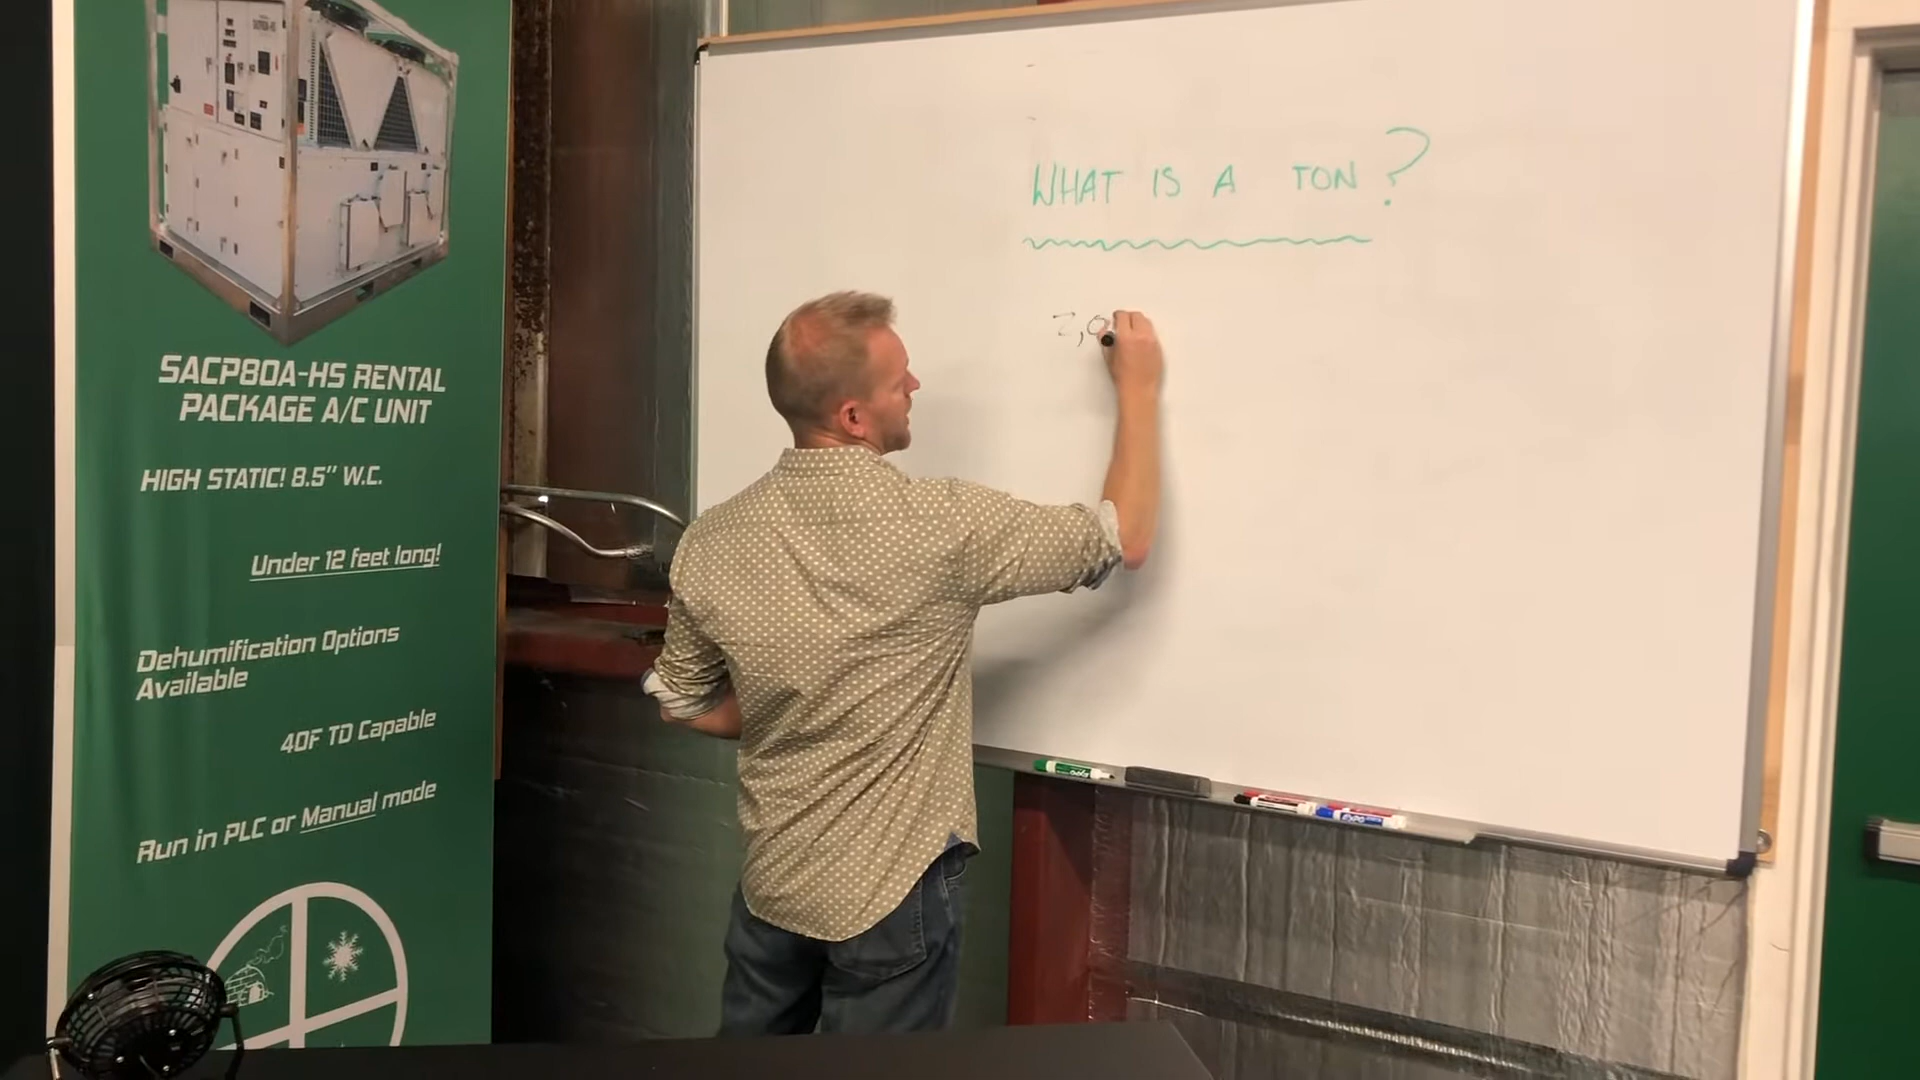 SACP80A-HS RENTAL
PACKAGE A/C UNIT
HIGH STATIC! 8.5" W.C.
Under 12 feet long!
Dehumification Options
Available
40F TD Capable
Run in PLC or Manual mode
WHAT IS A TON?
2,0
EXPO